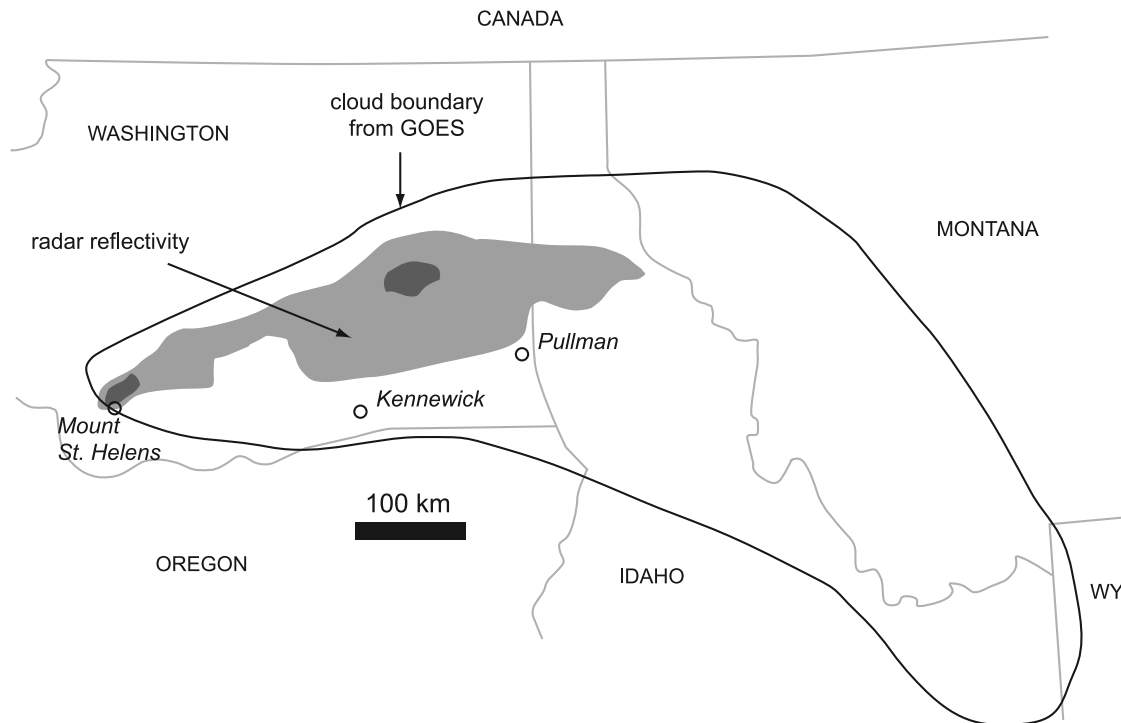 CANADA
cloud boundary
from GOES
WASHINGTON
MONTANA
radar reflectivity
Pullman
Kennewick
Mount
St. Helens
100 km
OREGON
IDAHO
WY